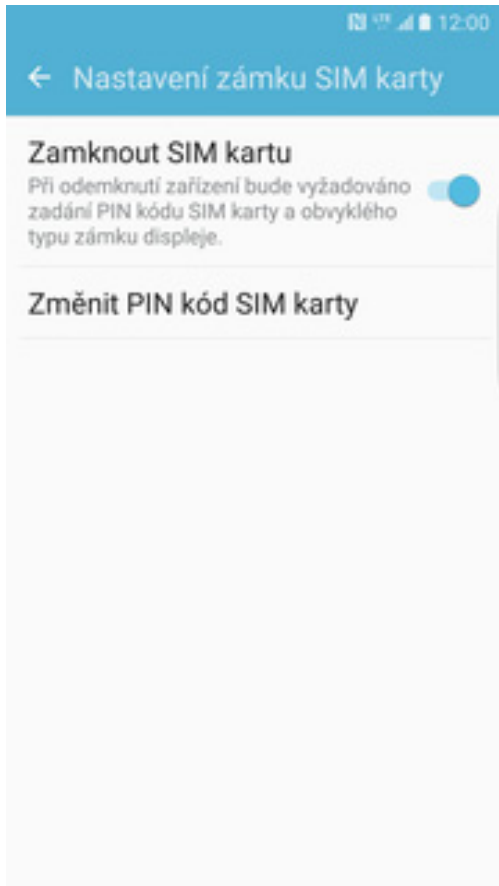 LTE 12:00
Nastavení zámku SIM karty
Zamknout SIM kartu
Při odemknutí zařízení bude vyžadováno
zadání PIN kódu SIM karty a obvyklého
typu zámku displeje.
Změnit PIN kód SIM karty